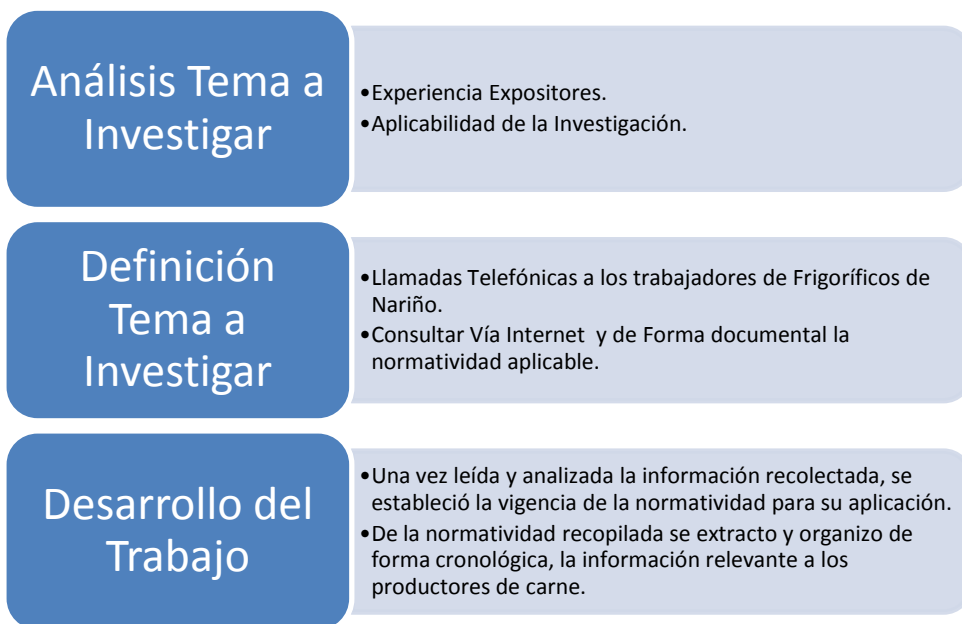 Análisis Tema a
Investigar
•Experiencia Expositores.
•Aplicabilidad de la Investigación.
Definición
Tema a
Investigar
•Llamadas Telefónicas a los trabajadores de Frigoríficos de
Nariño.
•Consultar Vía Internet y de Forma documental la
normatividad aplicable.
Desarrollo del
Trabajo
•Una vez leída y analizada la información recolectada, se
estableció la vigencia de la normatividad para su aplicación.
•De la normatividad recopilada se extracto y organizo de
forma cronológica, la información relevante a los
productores de carne.